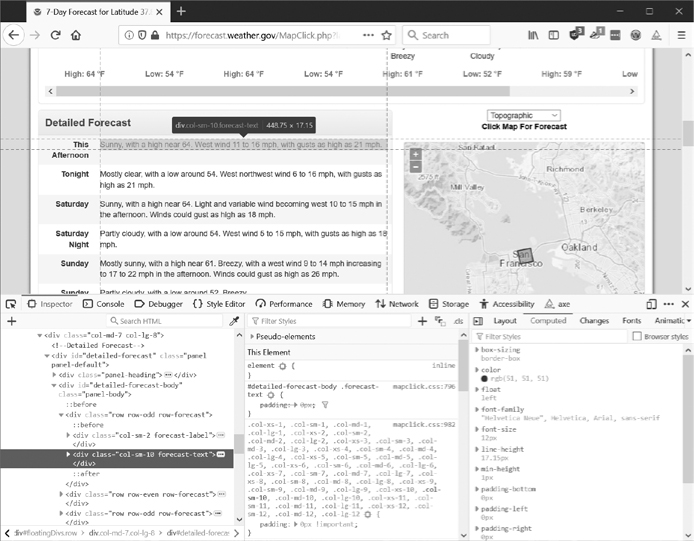 7-Day Forecast for Latitude 37.
https://forecast.weather.gov/MapClick.php?
Search
Breezy
Cloudy
High: 64 °F
Low: 54 °F
High: 64 °F
Low: 54 °F
High: 61 °F
Low: 52 °F
High: 59 °F
Low
Detailed Forecast
div.col-sm-10.forecast-text | 448.75 × 17.15
Topographic
Click Map For Forecast
This Afternoon
Sunny, with a high near 64. West wind 11 to 16 mph, with gusts as high as 21 mph.
Tonight
Mostly clear, with a low around 54. West northwest wind 6 to 16 mph, with gusts as
high as 21 mph.
Saturday
Sunny, with a high near 64. Light and variable wind becoming west 10 to 15 mph in
the afternoon. Winds could gust as high as 18 mph.
Saturday Night
Partly cloudy, with a low around 54. West wind 5 to 15 mph, with gusts as high as 18
mph.
Sunday
Mostly sunny, with a high near 61. Breezy, with a west wind 9 to 14 mph increasing
to 17 to 22 mph in the afternoon. Winds could gust as high as 26 mph.
Sunday
Partly cloudy, with a low around 52. Breezy
San Rafael
Richmond
Mill Valley
Berkeley
Oakland
San Francisco
Inspector
Console
Debugger
Style Editor
Performance
Memory
Network
Storage
Accessibility
axe
Search HTML
<div class="col-md-7 col-lg-8">
<!--Detailed Forecast-->
<div id="detailed-forecast" class="panel
panel-default">
<div class="panel-heading"></div>
<div id="detailed-forecast-body"
class="panel-body">
::before
<div class="row row-odd row-forecast">
::before
<div class="col-sm-2 forecast-label">
</div>
<div class="col-sm-10 forecast-text">
</div>
::after
</div>
<div class="row row-even row-forecast">
</div>
<div class="row row-odd row-forecast">
div#floatingDivs.row
div.col-md-7.col-lg-8
div#detailed-foreca
Filter Styles
.cls
Pseudo-elements
This Element
element { inline
}
#detailed-forecast-body .forecast- mapclick.css:796
text {
padding: 0px;
}
.col-xs-1, .col-sm-1, .col-md-1, mapclick.css:982
.col-lg-1, .col-xs-2, .col-sm-2,
.col-md-2, .col-lg-2, .col-xs-3, .col-sm-3, .col-
md-3, .col-lg-3, .col-xs-4, .col-sm-4, .col-md-4,
.col-lg-4, .col-xs-5, .col-sm-5, .col-md-5, .col-
lg-5, .col-xs-6, .col-sm-6, .col-md-6, .col-lg-6,
.col-xs-7, .col-sm-7, .col-md-7, .col-lg-7, .col-
xs-8, .col-sm-8, .col-md-8, .col-lg-8, .col-xs-9,
.col-sm-9, .col-md-9, .col-lg-9, .col-xs-10, .col-
sm-10, .col-md-10, .col-lg-10, .col-xs-11, .col-
sm-11, .col-md-11, .col-lg-11, .col-xs-12, .col-
sm-12, .col-md-12, .col-lg-12 {
padding: 0px !important;
}
Layout
Computed
Changes
Fonts
Animatic
Filter Styles
Browser styles
box-sizing
border-box
color
rgb(51, 51, 51)
float
left
font-family
"Helvetica Neue", Helvetica, Arial, sans-serif
font-size
12px
line-height
17.15px
min-height
1px
padding-bottom
0px
padding-left
0px
padding-right
0px